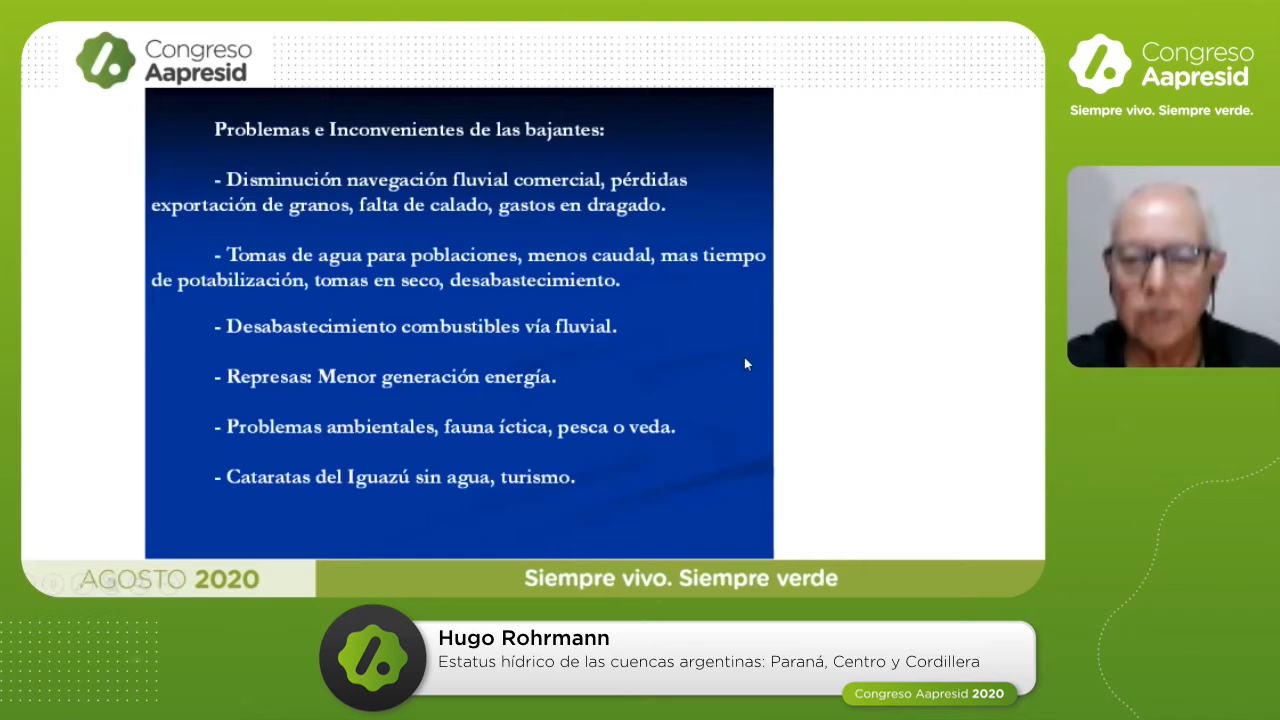 Congreso
Aapresid
Problemas e Inconvenientes de las bajantes:
- Disminución navegación fluvial comercial, pérdidas
exportación de granos, falta de calado, gastos en dragado.
- Tomas de agua para poblaciones, menos caudal, mas tiempo
de potabilización, tomas en seco, desabastecimiento.
- Desabastecimiento combustibles vía fluvial.
- Represas: Menor generación energía.
- Problemas ambientales, fauna íctica, pesca o veda.
- Cataratas del Iguazú sin agua, turismo.
AGOSTO 2020
Siempre vivo. Siempre verde
Congreso
Aapresid
Siempre vivo. Siempre verde.
Hugo Rohrmann
Estatus hídrico de las cuencas argentinas: Paraná, Centro y Cordillera
Congreso Aapresid 2020